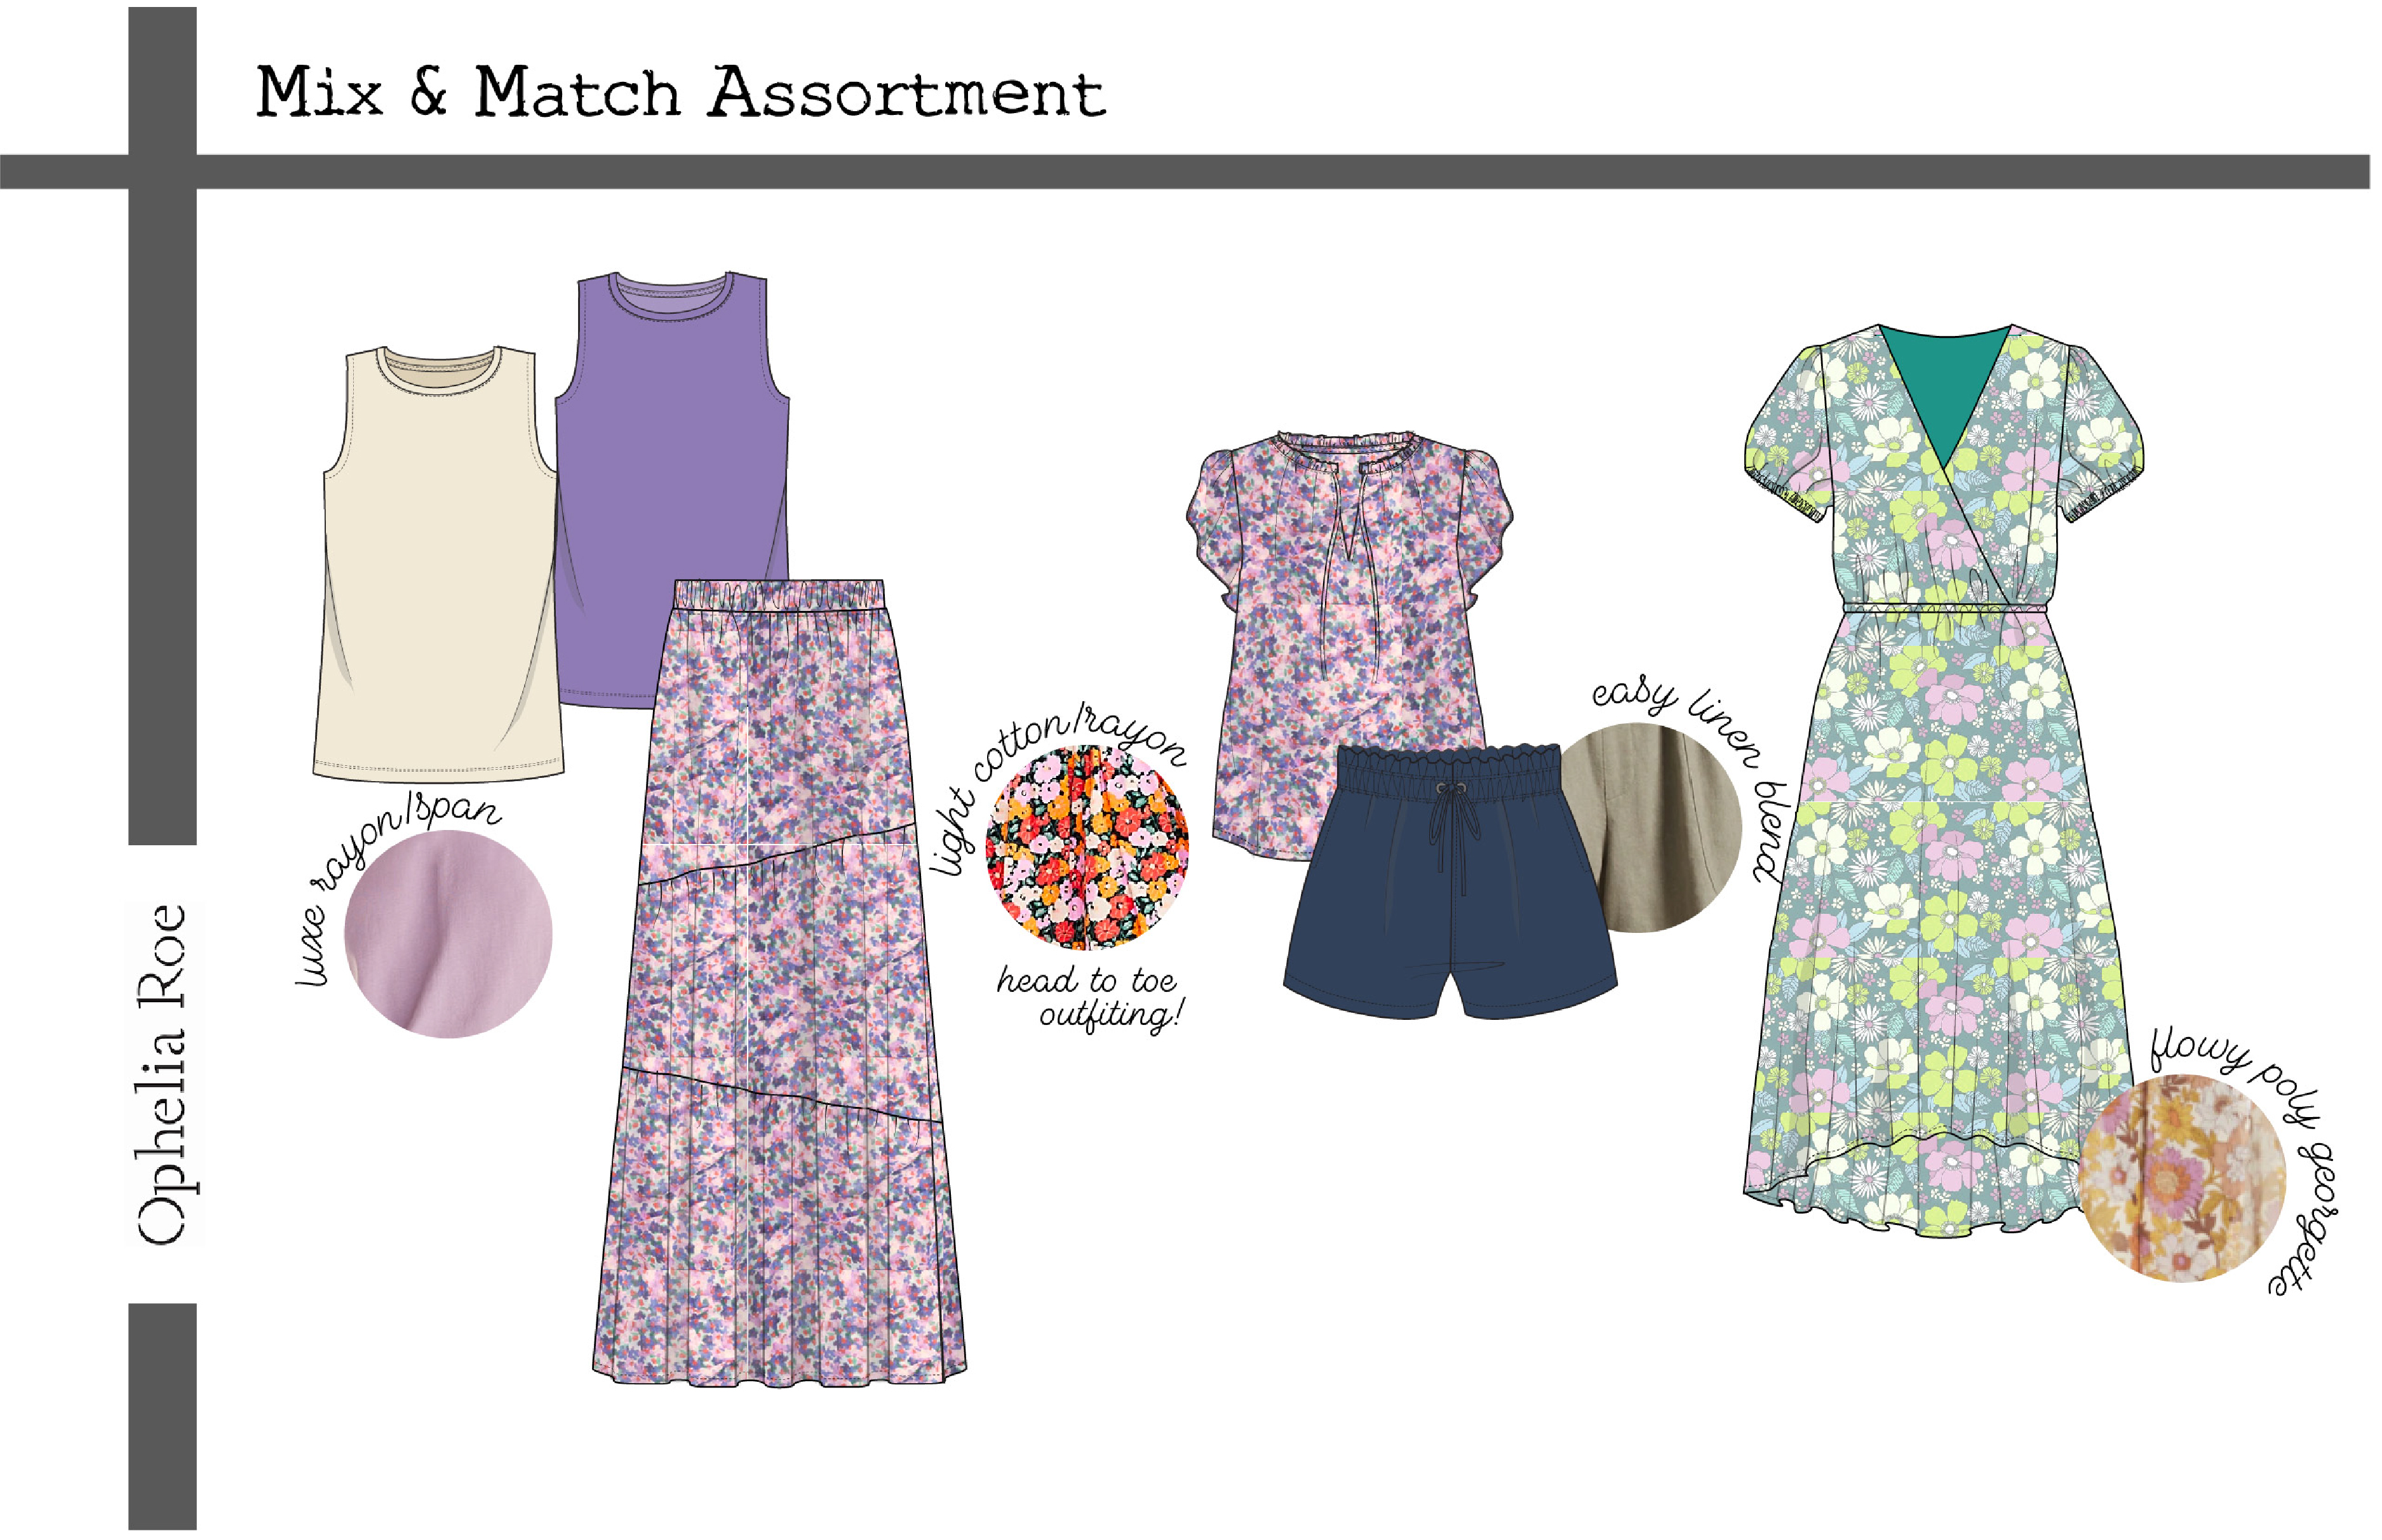 Mix & Match Assortment
Ophelia Roe
luxe rayon/span
light cotton/rayon
head to toe
outfiting!
easy linen blend
flowy poly georgette